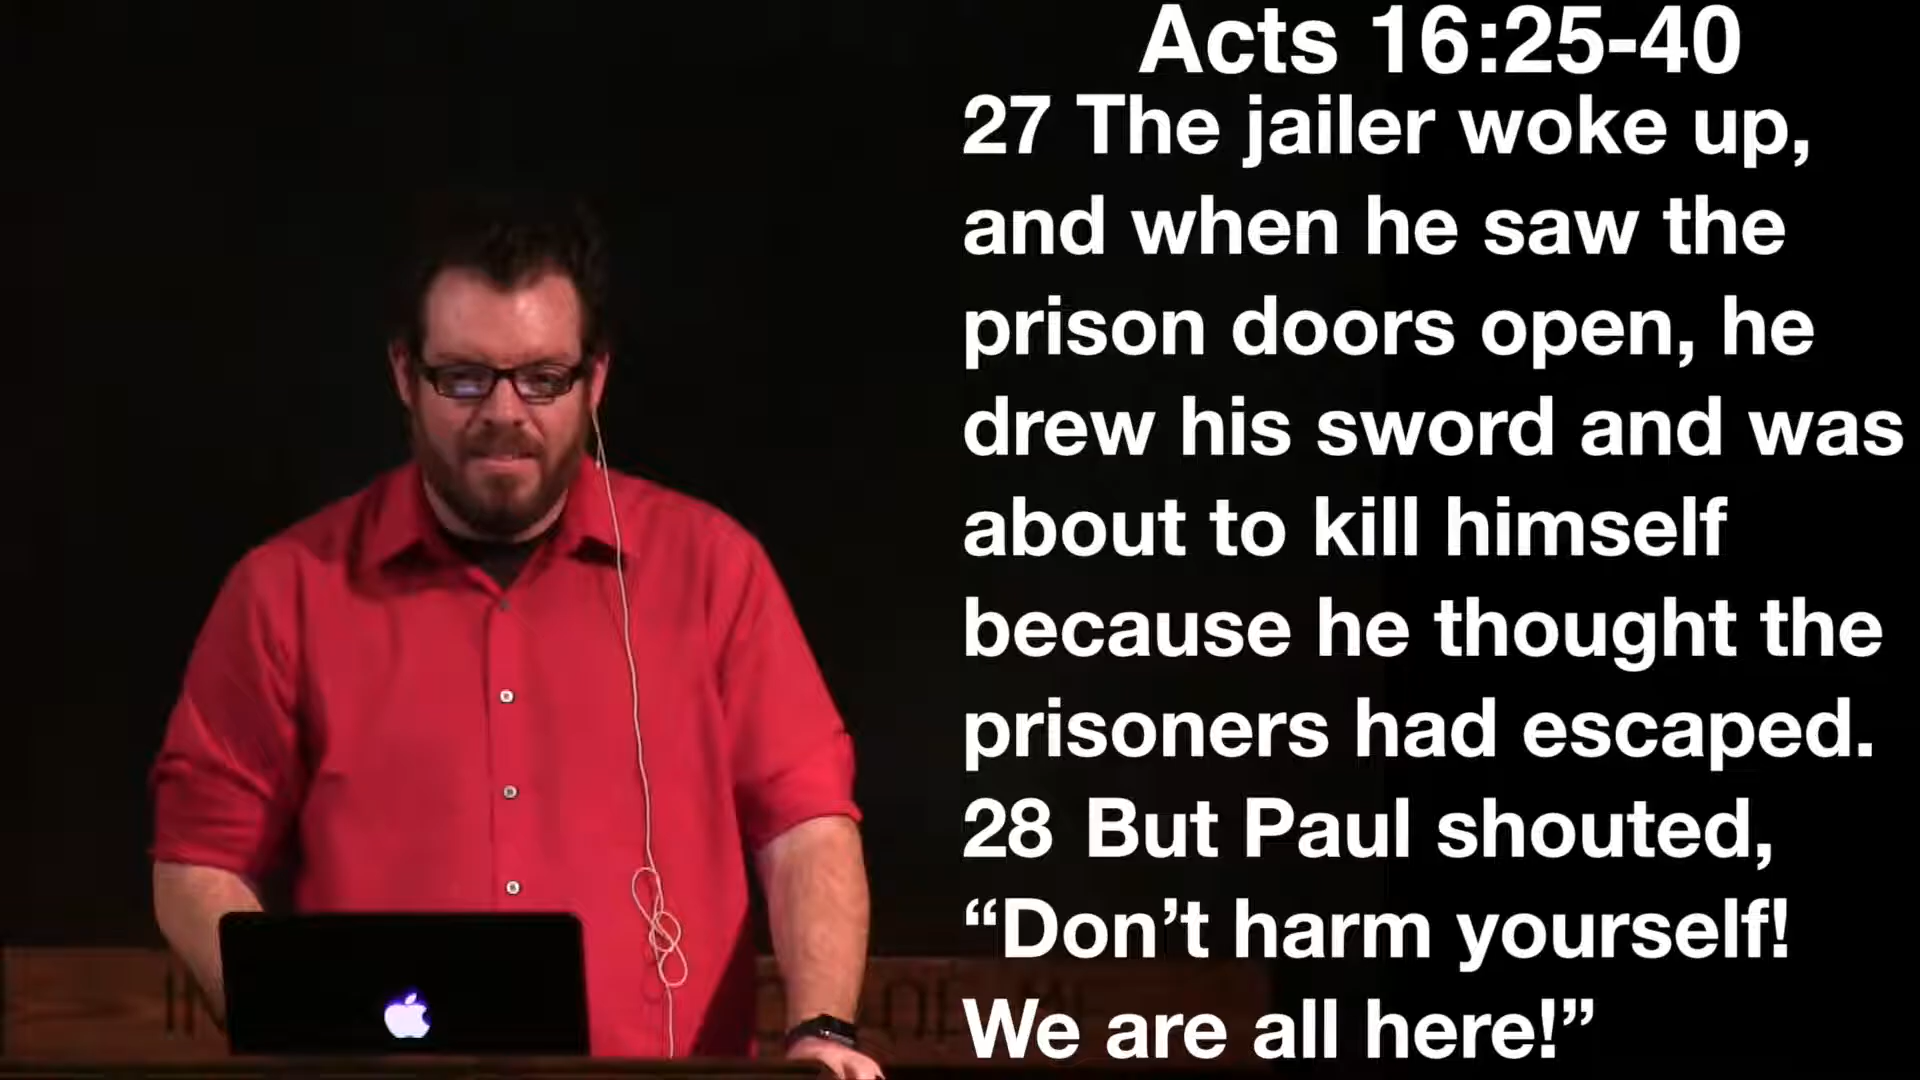 Acts 16:25-40
27 The jailer woke up,
and when he saw the
prison doors open, he
drew his sword and was
about to kill himself
because he thought the
prisoners had escaped.
28 But Paul shouted,
“Don’t harm yourself!
We are all here!”